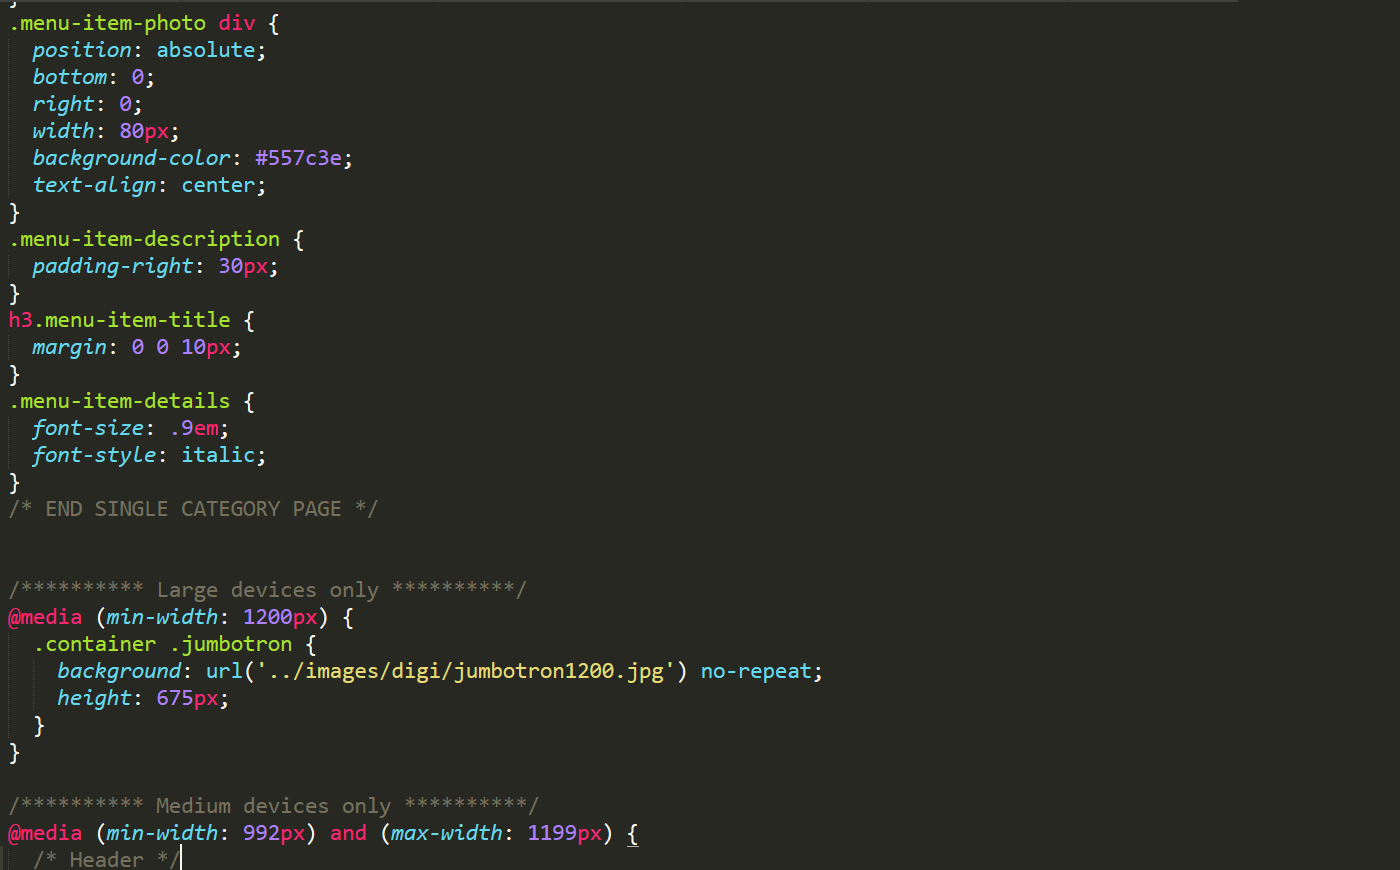 }
.menu-item-photo div {
  position: absolute;
  bottom: 0;
  right: 0;
  width: 80px;
  background-color: #557c3e;
  text-align: center;
}
.menu-item-description {
  padding-right: 30px;
}
h3.menu-item-title {
  margin: 0 0 10px;
}
.menu-item-details {
  font-size: .9em;
  font-style: italic;
}
/* END SINGLE CATEGORY PAGE */


/********** Large devices only **********/
@media (min-width: 1200px) {
  .container .jumbotron {
    background: url('../images/digi/jumbotron1200.jpg') no-repeat;
    height: 675px;
  }
}

/********** Medium devices only **********/
@media (min-width: 992px) and (max-width: 1199px) {
  /* Header */